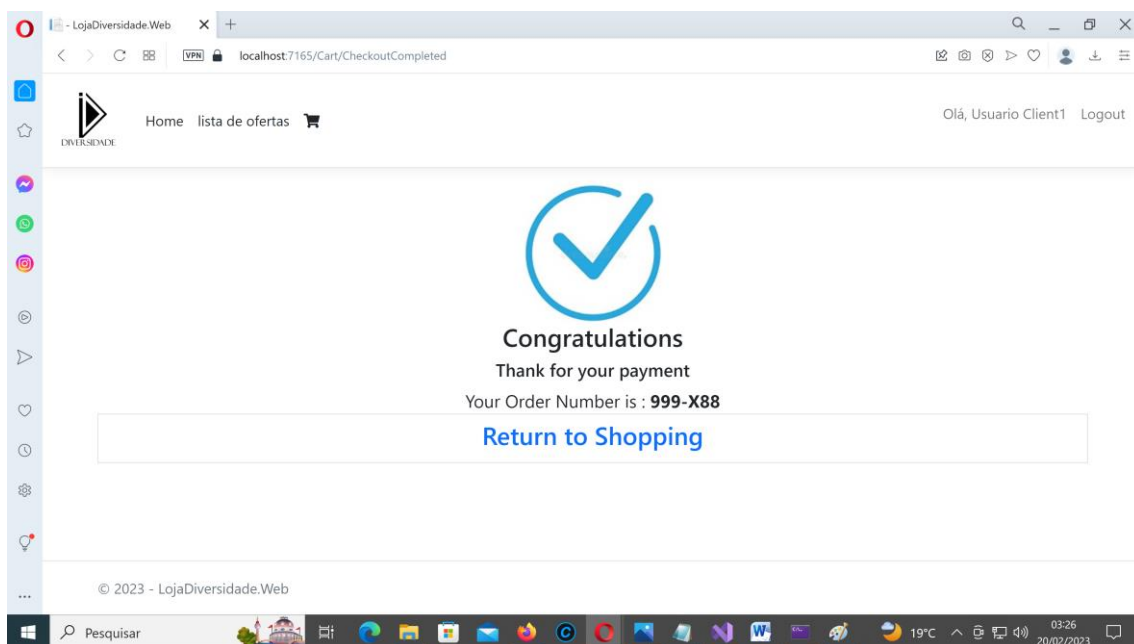 - LojaDiversidade.Web
VPN localhost:7165/Cart/CheckoutCompleted
DIVERSIDADE
Home lista de ofertas
Olá, Usuario Client1 Logout
Congratulations
Thank for your payment
Your Order Number is : 999-X88
Return to Shopping
© 2023 - LojaDiversidade.Web
Pesquisar
19°C
03:26
20/02/2023